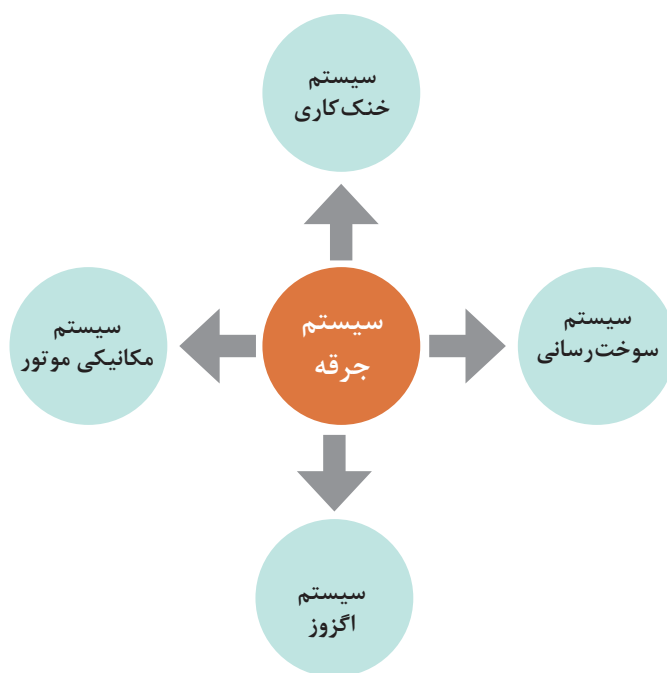 سیستم
خنک‌کاری
سیستم
سوخت‌رسانی
سیستم
جرقه
سیستم
مکانیکی موتور
سیستم
اگزوز